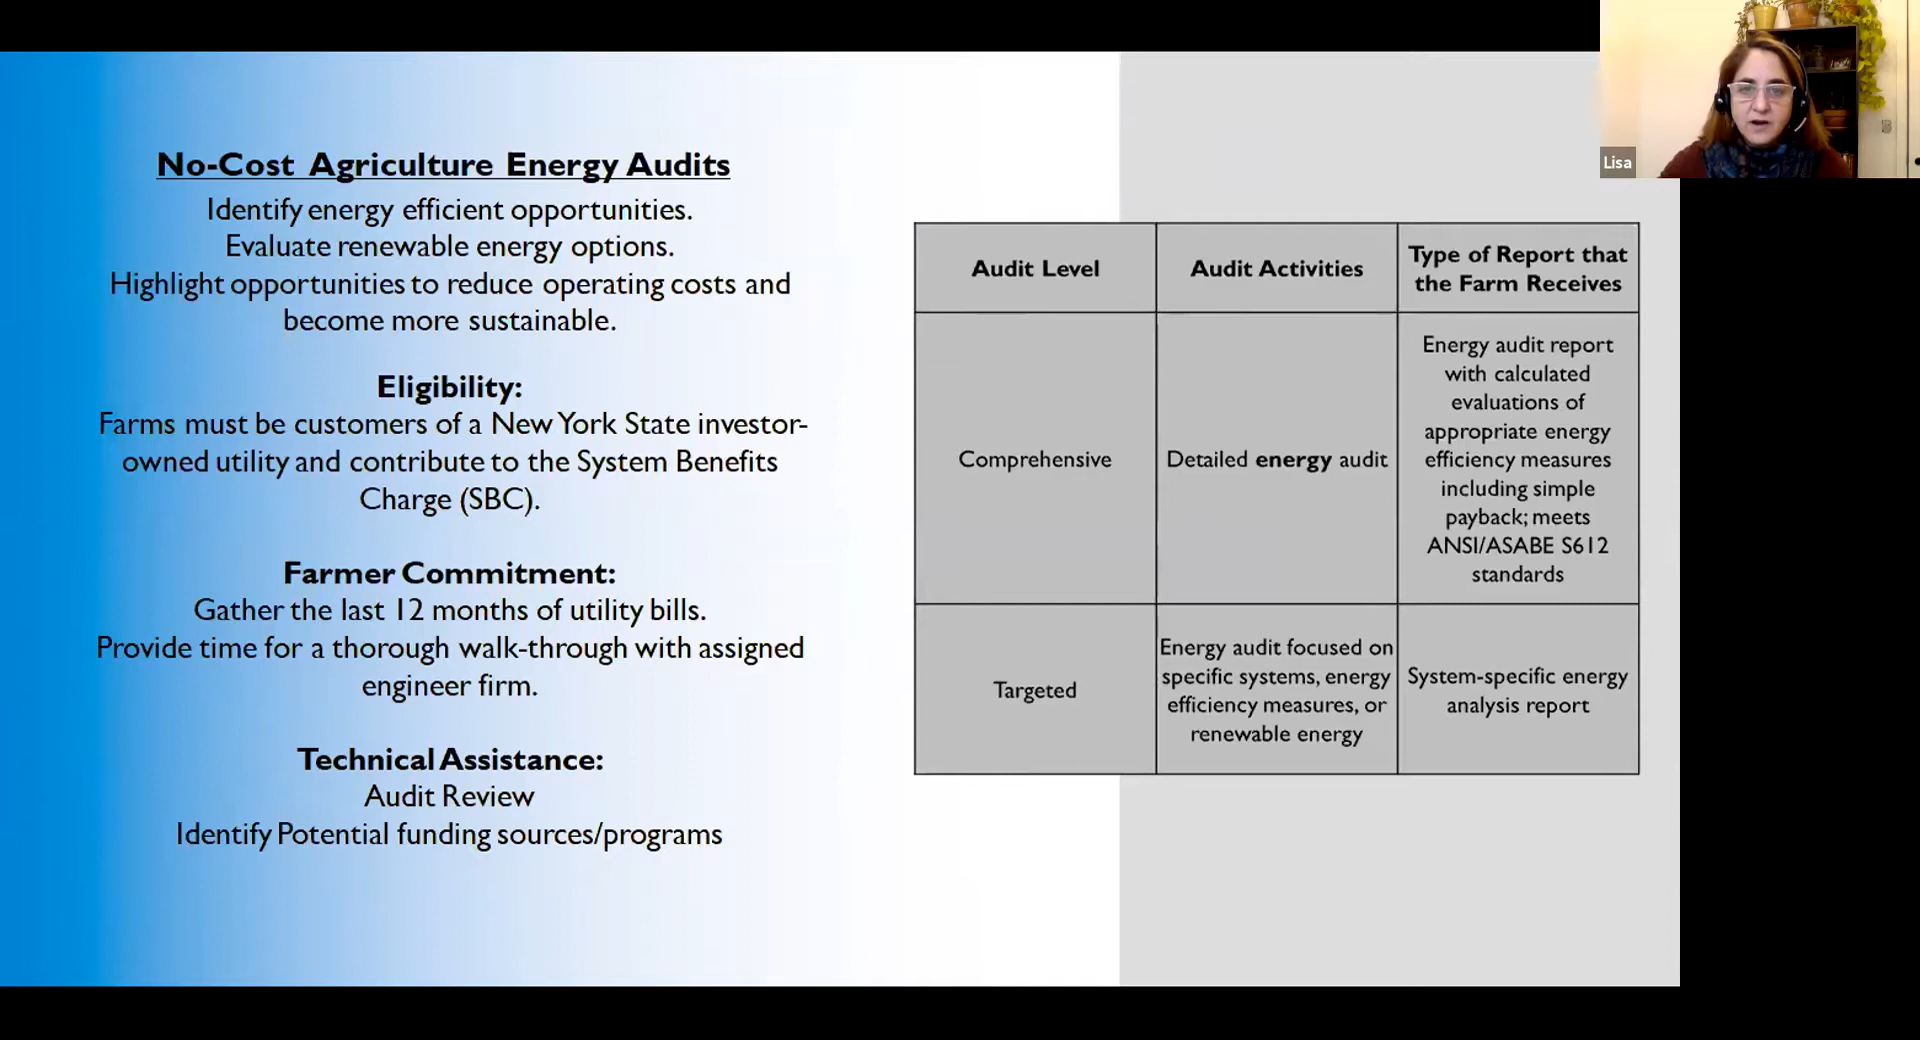 No-Cost Agriculture Energy Audits
Identify energy efficient opportunities.
Evaluate renewable energy options.
Highlight opportunities to reduce operating costs and
become more sustainable.
Eligibility:
Farms must be customers of a New York State investor-
owned utility and contribute to the System Benefits
Charge (SBC).
Farmer Commitment:
Gather the last 12 months of utility bills.
Provide time for a thorough walk-through with assigned
engineer firm.
Technical Assistance:
Audit Review
Identify Potential funding sources/programs
Audit Level
Audit Activities
Type of Report that
the Farm Receives
Comprehensive
Detailed energy audit
Energy audit report
with calculated
evaluations of
appropriate energy
efficiency measures
including simple
payback; meets
ANSI/ASABE S612
standards
Targeted
Energy audit focused on
specific systems, energy
efficiency measures, or
renewable energy
System-specific energy
analysis report
Lisa